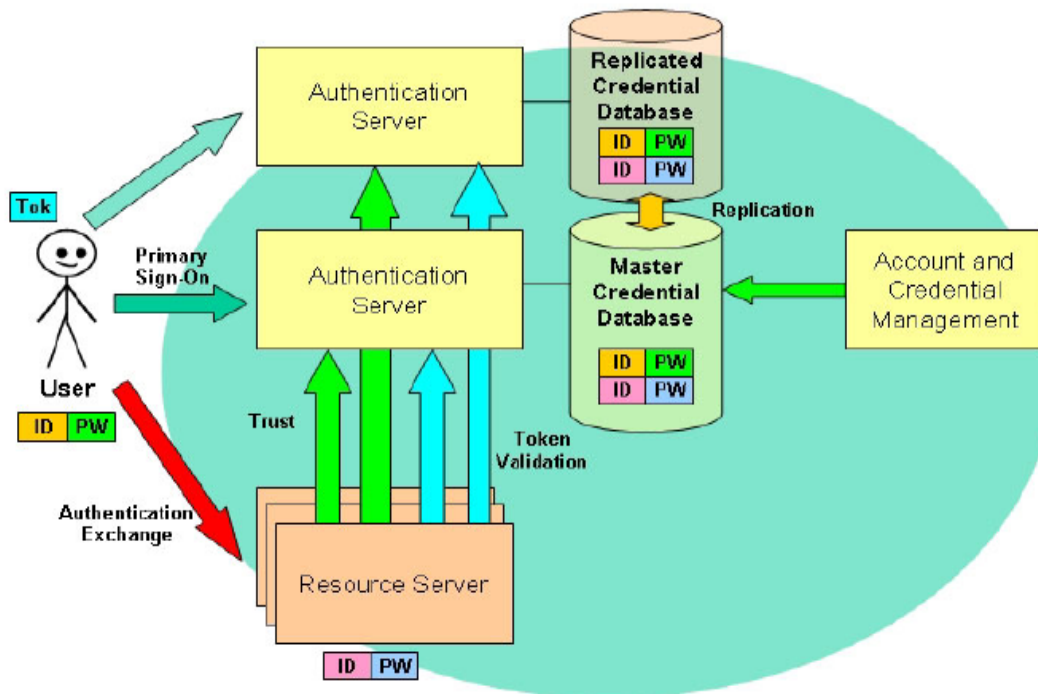 Authentication
Server
Replicated
Credential
Database
ID PW
ID PW
Replication
Tok
Primary
Sign-On
User
ID PW
Authentication
Server
Master
Credential
Database
ID PW
ID PW
Account and
Credential
Management
Trust
Token
Validation
Authentication
Exchange
Resource Server
ID PW